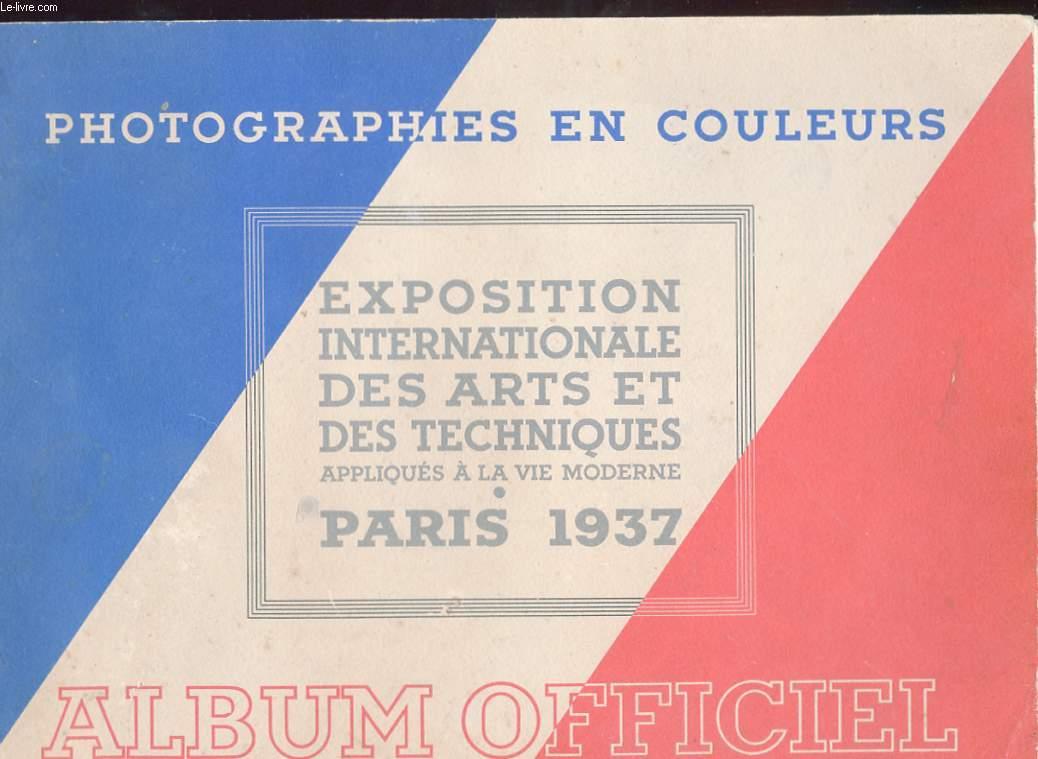 Le-livre.com
PHOTOGRAPHIES EN COULEURS
EXPOSITION
INTERNATIONALE
DES ARTS ET
DES TECHNIQUES
APPLIQUÉS À LA VIE MODERNE
PARIS 1937
ALBUM OFFICIEL